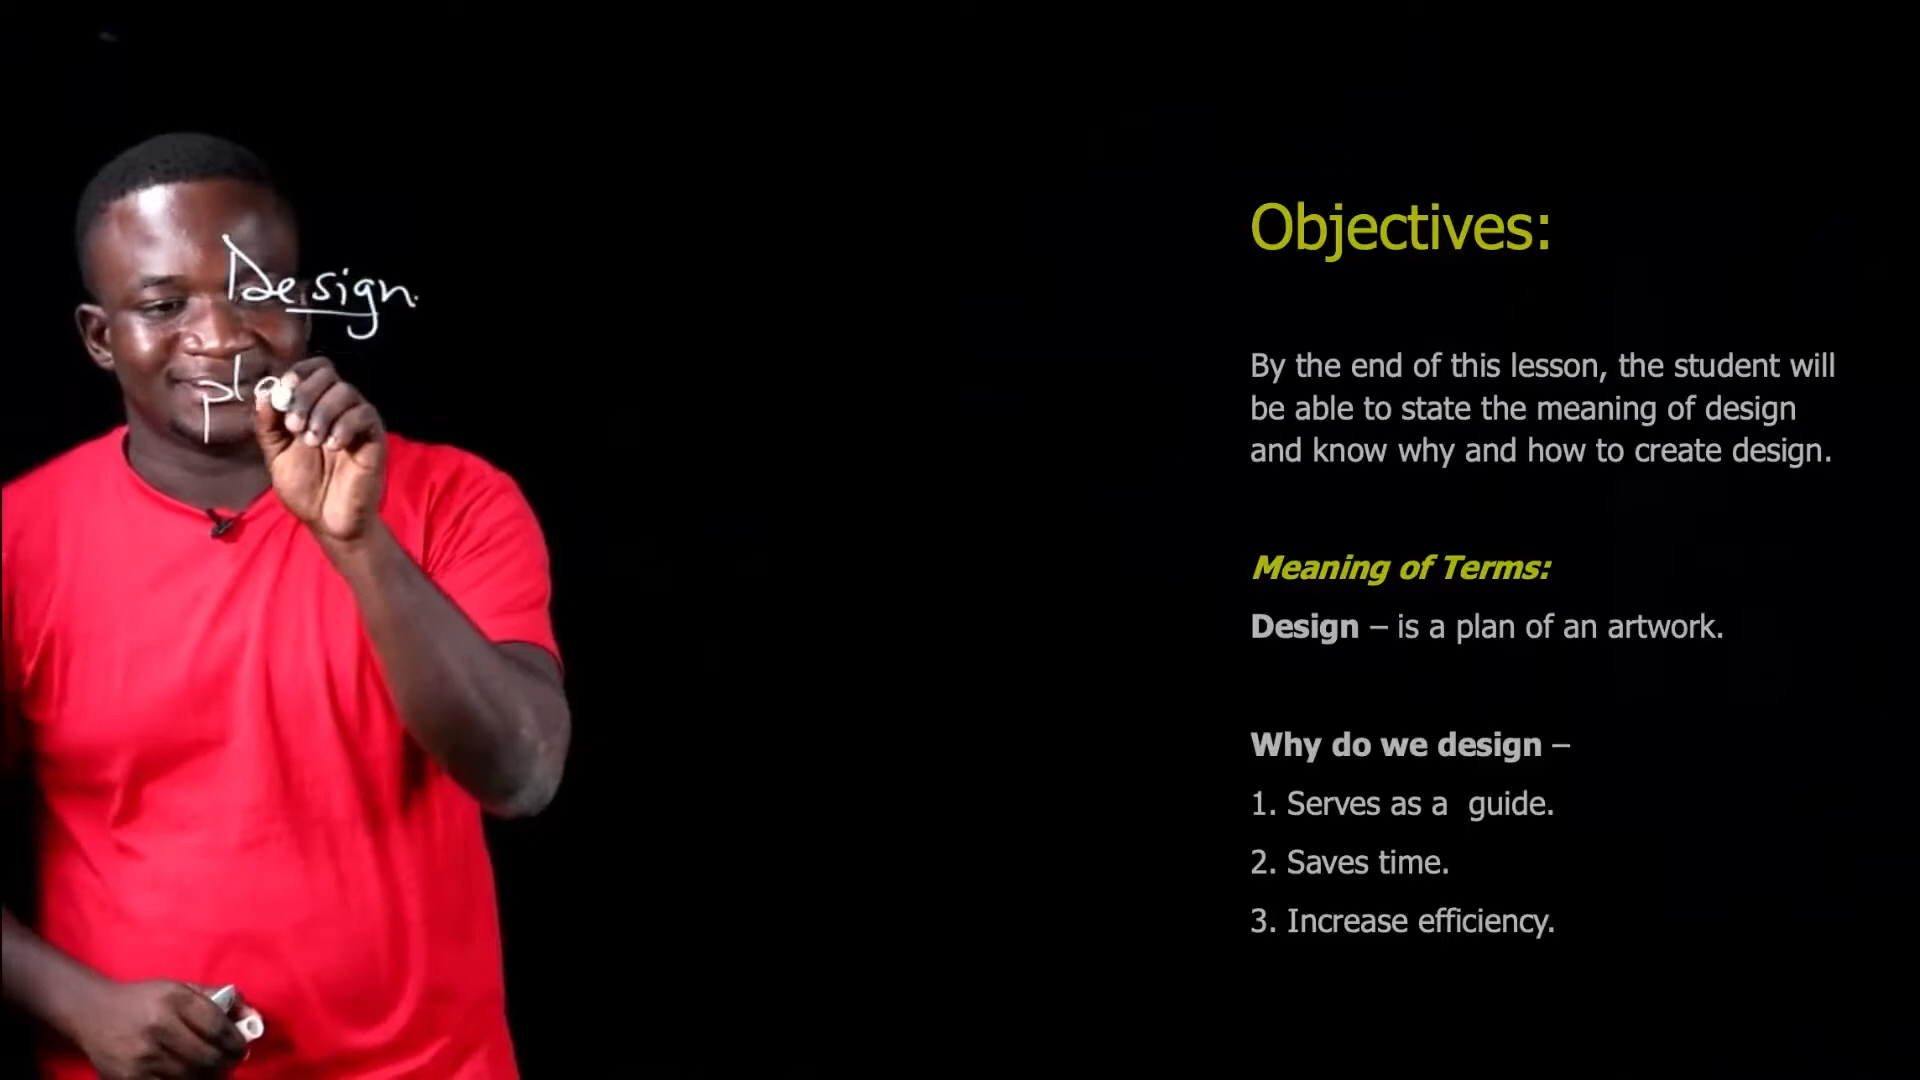 Design.
pla
Objectives:
By the end of this lesson, the student will
be able to state the meaning of design
and know why and how to create design.
Meaning of Terms:
Design – is a plan of an artwork.
Why do we design –
1. Serves as a  guide.
2. Saves time.
3. Increase efficiency.